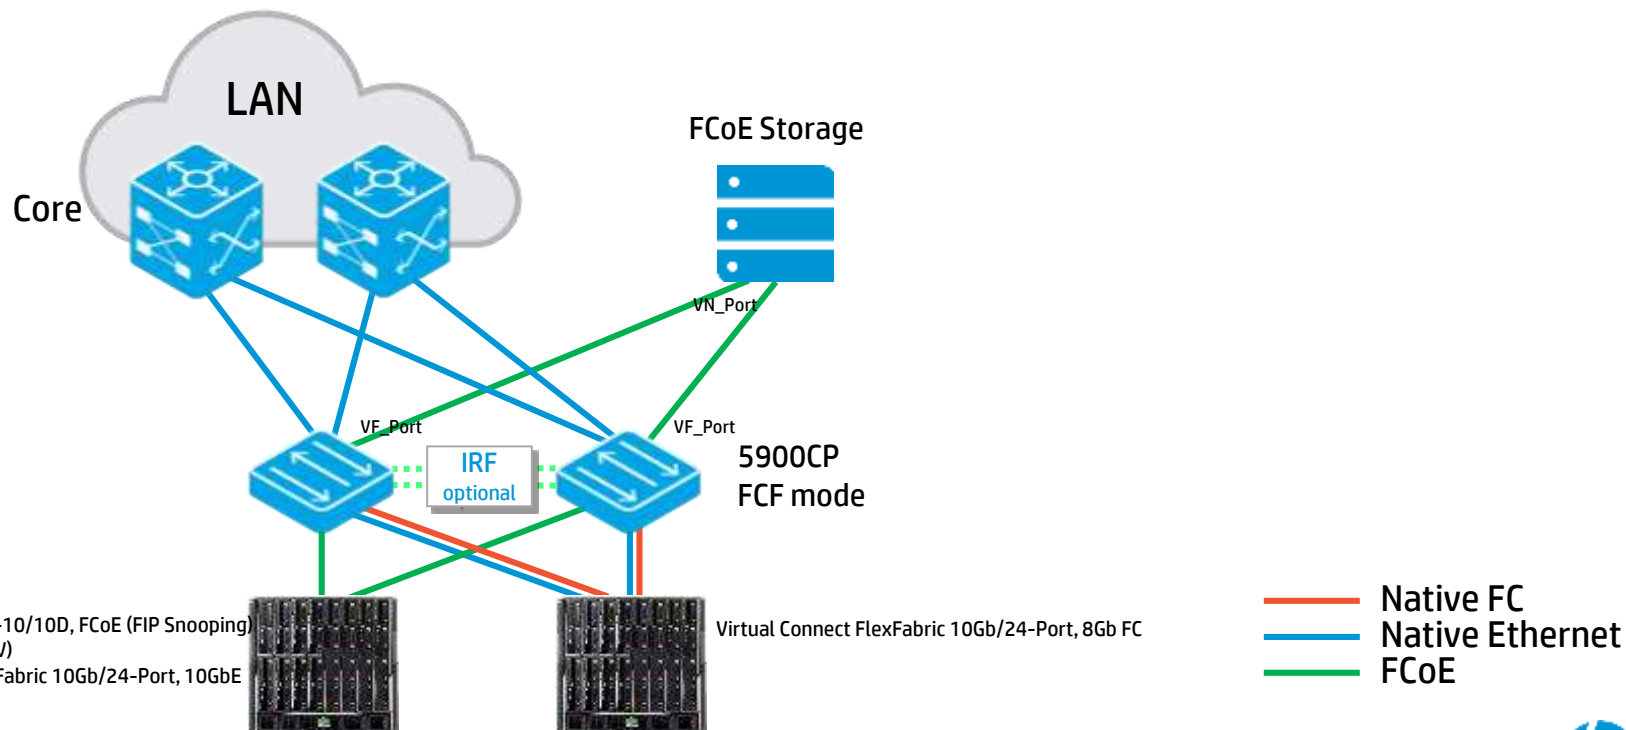 LAN
FCoE Storage
Core
VN_Port
VF_Port
VF_Port
IRF
optional
5900CP
FCF mode
-10/10D, FCoE (FIP Snooping)
Fabric 10Gb/24-Port, 10GbE
Virtual Connect FlexFabric 10Gb/24-Port, 8Gb FC
Native FC
Native Ethernet
FCoE